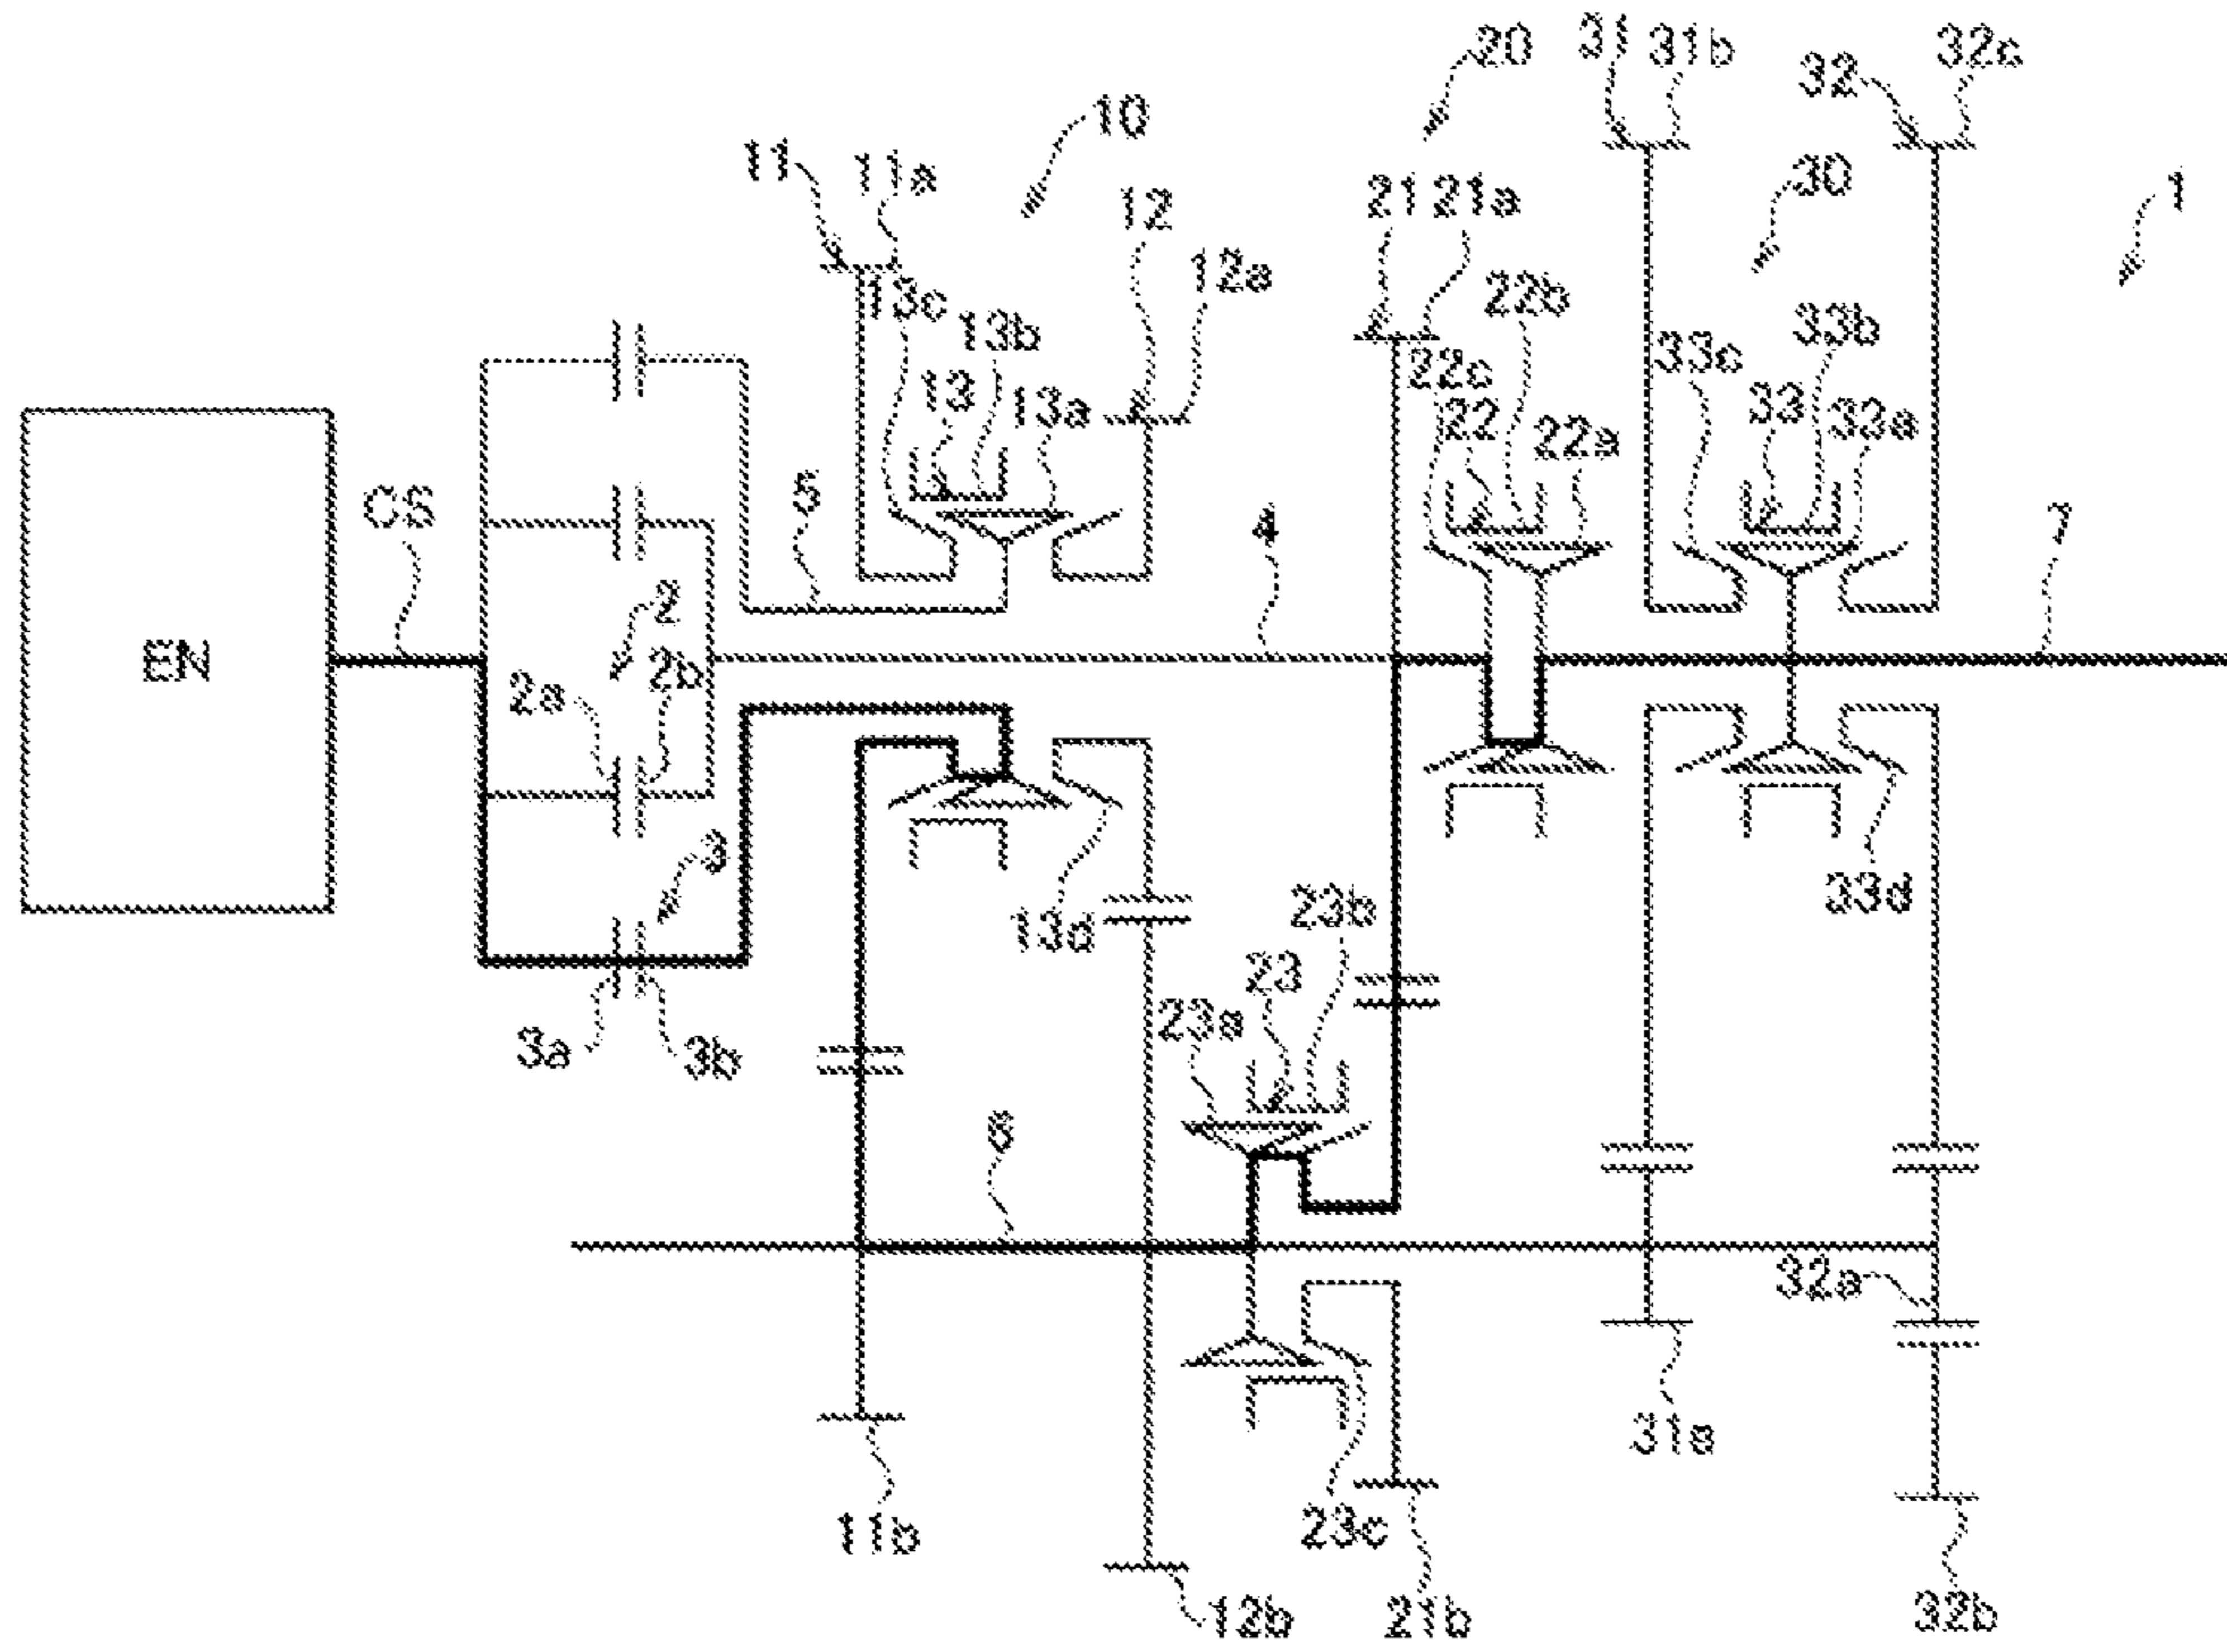 20 31 31b 32 32c
10
11 11a 12 12a 21 21a 30 1
13c 13b 22b 33b
13 13a 22c 33c
22 22a 33 33a
CS 5 4 7
EN 2
2a 2b
3 13d 33d
23b
23
23a
3a 3b
6
32a
31a
11b 23c
12b 21b 32b